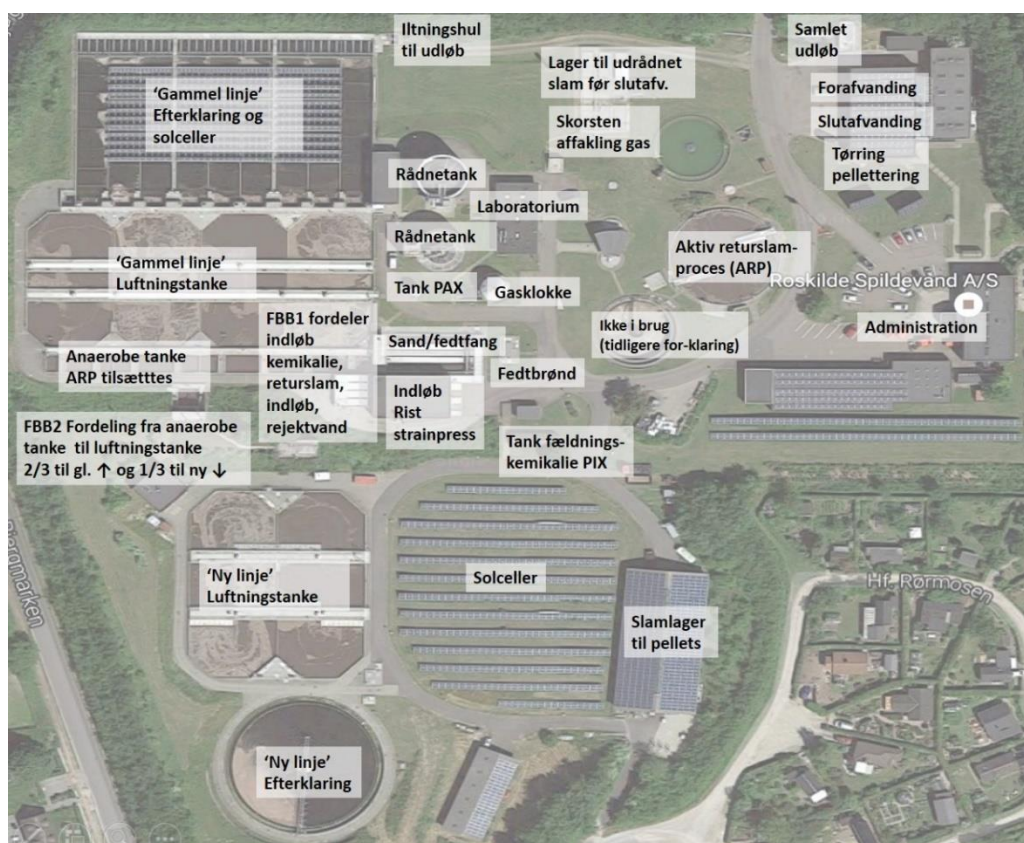 Iltningshul
til udløb
Samlet
udløb
Lager til udrådnet
slam før slutafv.
'Gammel linje'
Efterklaring og
solceller
Forafvanding
Skorsten
affakling gas
Slutafvanding
Tørring
pellettering
Rådnetank
Laboratorium
Rådnetank
Aktiv returslam-
proces (ARP)
'Gammel linje'
Luftningstanke
Tank PAX
Gasklokke
Roskilde Spildevand A/S
Administration
FBB1 fordeler
indløb
kemikalie,
returslam,
indløb,
rejektvand
Sand/fedtfang
Ikke i brug
(tidligere for-klaring)
Anaerobe tanke
ARP tilsætttes
Fedtbrønd
Indløb
Rist
strainpress
FBB2 Fordeling fra anaerobe
tanke til luftningstanke
2/3 til gl. ↑ og 1/3 til ny ↓
Tank fældnings-
kemikalie PIX
'Ny linje'
Luftningstanke
Solceller
Hf. Rørmosen
Slamlager
til pellets
Bjergmarken
'Ny linje'
Efterklaring